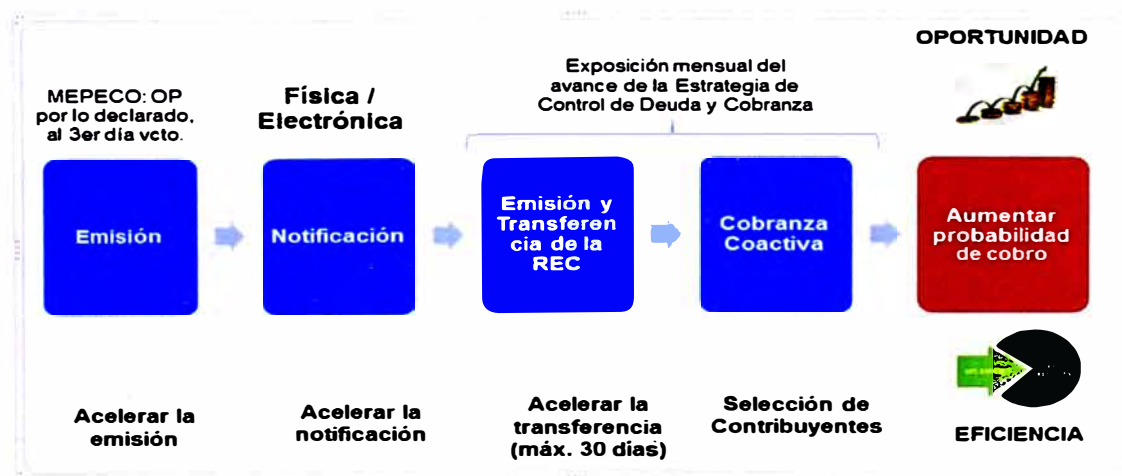 OPORTUNIDAD
Exposición mensual del
avance de la Estrategia de
Control de Deuda y Cobranza
MEPECO: OP
por lo declarado,
al 3er día vcto.
Física /
Electrónica
Emisión
Notificación
Emisión y
Transferen
cia de la
REC
Cobranza
Coactiva
Aumentar
probabilidad
de cobro
Acelerar la
emisión
Acelerar la
notificación
Acelerar la
transferencia
(máx. 30 días)
Selección de
Contribuyentes
EFICIENCIA